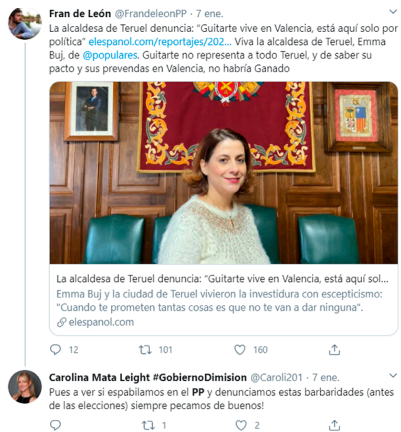 Fran de León @FrandeleonPP · 7 ene.
La alcaldesa de Teruel denuncia: "Guitarte vive en Valencia, está aquí solo por
política" elespanol.com/reportajes/202... Viva la alcaldesa de Teruel, Emma
Buj, de @populares. Guitarte no representa a todo Teruel, y de saber su
pacto y sus prevendas en Valencia, no habría Ganado
La alcaldesa de Teruel denuncia: "Guitarte vive en Valencia, está aquí sol...
Emma Buj y la ciudad de Teruel vivieron la investidura con escepticismo:
"Cuando te prometen tantas cosas es que no te van a dar ninguna".
elespanol.com
12 101 160
Carolina Mata Leight #GobiernoDimision @Caroli201 · 7 ene.
Pues a ver si espabilamos en el PP y denunciamos estas barbaridades (antes
de las elecciones) siempre pecamos de buenos!
1 2